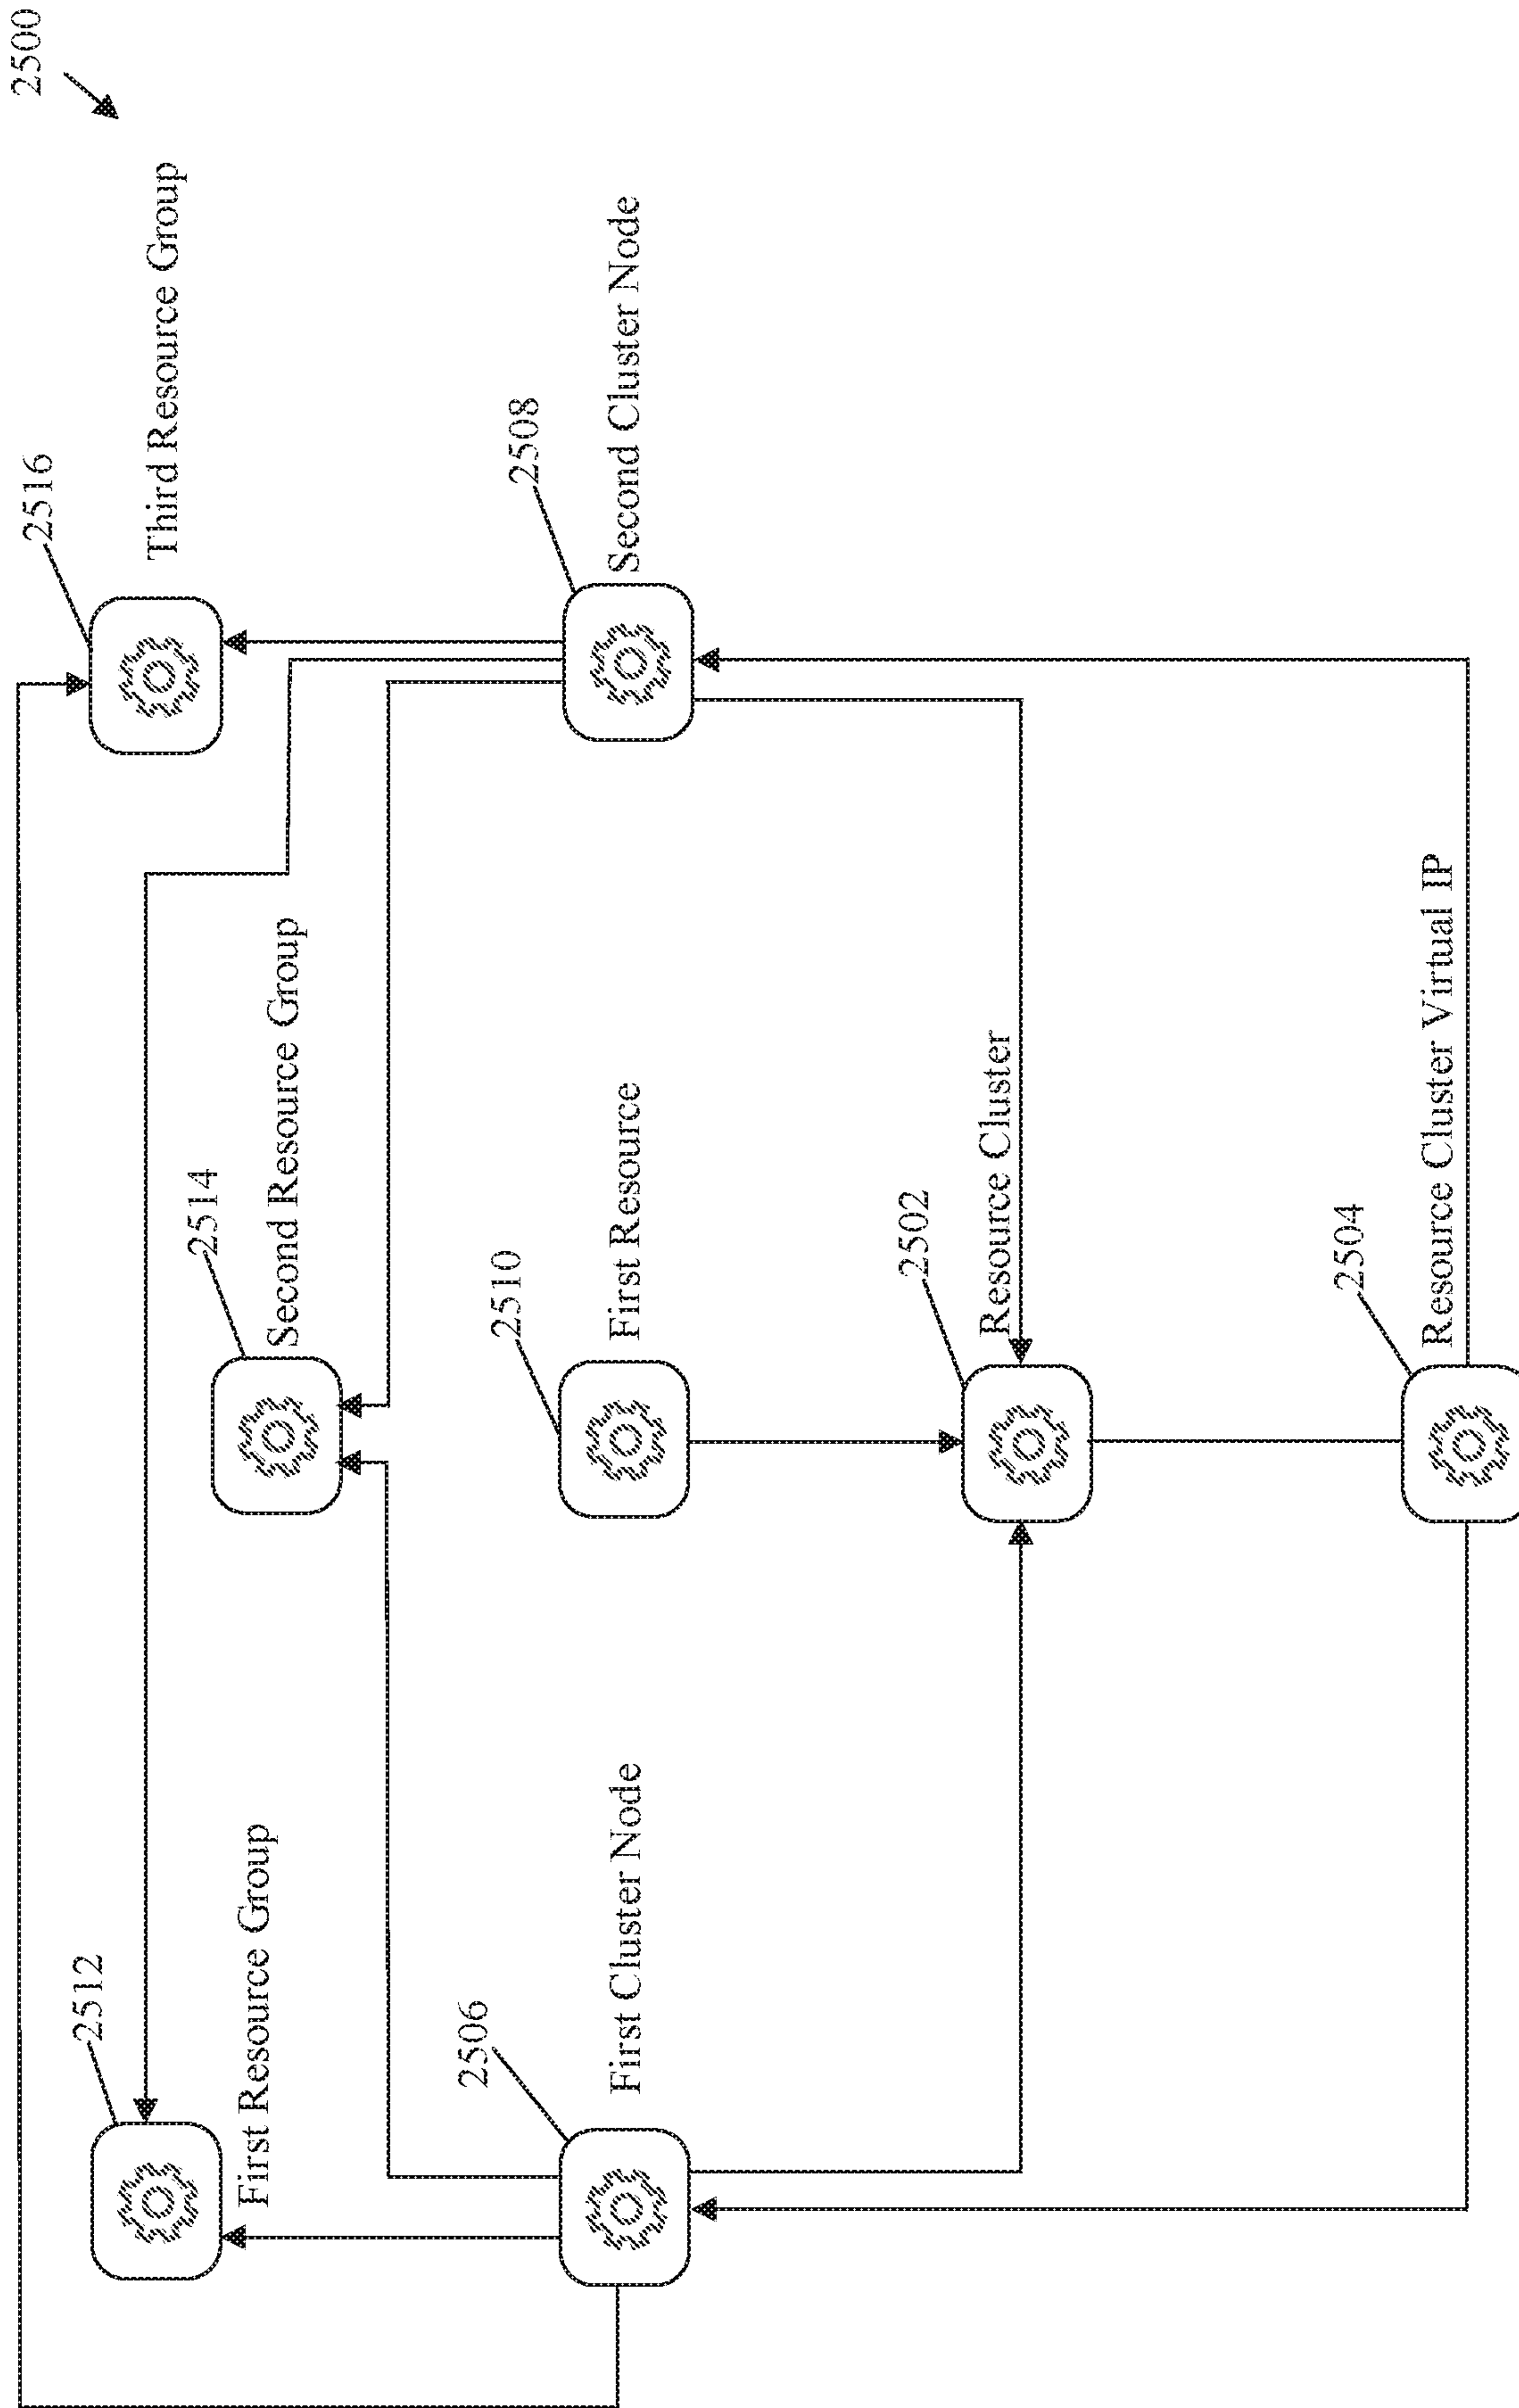 2500
2516
2512
Third Resource Group
2514
First Resource Group
Second Resource Group
2506
2510
2508
First Cluster Node
First Resource
Second Cluster Node
2502
Resource Cluster
2504
Resource Cluster Virtual IP